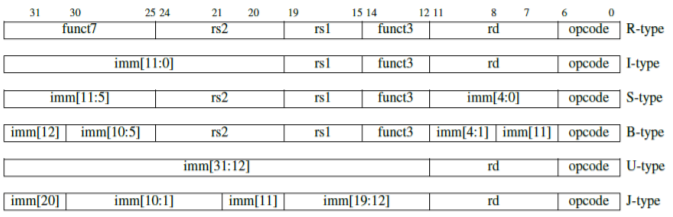 31 30 25 24 21 20 19 15 14 12 11 8 7 6 0
funct7 rs2 rs1 funct3 rd opcode R-type
imm[11:0] rs1 funct3 rd opcode I-type
imm[11:5] rs2 rs1 funct3 imm[4:0] opcode S-type
imm[12] imm[10:5] rs2 rs1 funct3 imm[4:1] imm[11] opcode B-type
imm[31:12] rd opcode U-type
imm[20] imm[10:1] imm[11] imm[19:12] rd opcode J-type